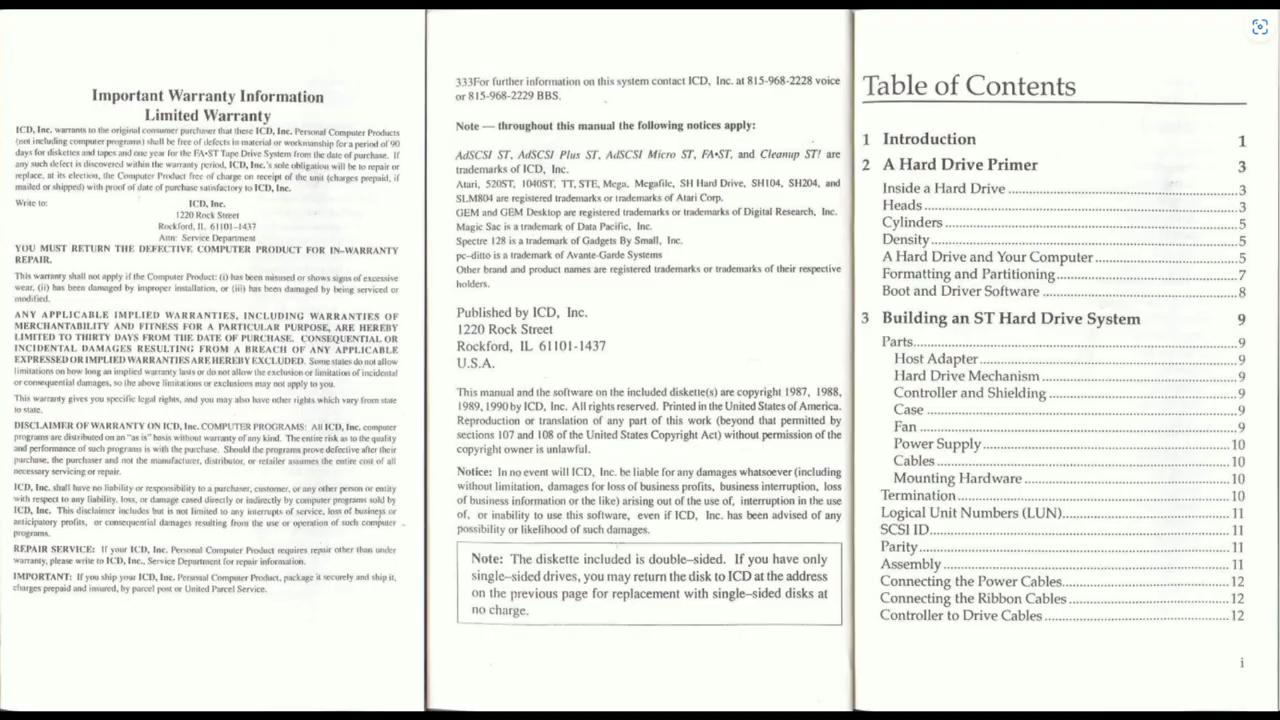 Important Warranty Information
Limited Warranty
ICD, Inc. warrants to the original consumer purchaser that these ICD, Inc. Personal Computer Products
(not including computer programs) shall be free of defects in material or workmanship for a period of 90
days for diskettes and tapes and one year for the FA•ST Tape Drive System from the date of purchase. If
any such defect is discovered within the warranty period, ICD, Inc.'s sole obligation will be to repair or
replace, at its election, the Computer Product free of charge on receipt of the unit (charges prepaid, if
mailed or shipped) with proof of date of purchase satisfactory to ICD, Inc.
Write to:
ICD, Inc.
1220 Rock Street
Rockford, IL 61101-1437
Attn: Service Department
YOU MUST RETURN THE DEFECTIVE COMPUTER PRODUCT FOR IN–WARRANTY
REPAIR.
This warranty shall not apply if the Computer Product: (i) has been misused or shows signs of excessive
wear, (ii) has been damaged by improper installation, or (iii) has been damaged by being serviced or
modified.
ANY APPLICABLE IMPLIED WARRANTIES, INCLUDING WARRANTIES OF
MERCHANTABILITY AND FITNESS FOR A PARTICULAR PURPOSE, ARE HEREBY
LIMITED TO THIRTY DAYS FROM THE DATE OF PURCHASE. CONSEQUENTIAL OR
INCIDENTAL DAMAGES RESULTING FROM A BREACH OF ANY APPLICABLE
EXPRESSED OR IMPLIED WARRANTIES ARE HEREBY EXCLUDED. Some states do not allow
limitations on how long an implied warranty lasts or do not allow the exclusion or limitation of incidental
or consequential damages, so the above limitations or exclusions may not apply to you.
This warranty gives you specific legal rights, and you may also have other rights which vary from state
to state.
DISCLAIMER OF WARRANTY ON ICD, COMPUTER PROGRAMS: All ICD, Inc. computer
programs are distributed on an "as is" basis without warranty of any kind. The entire risk as to the quality
and performance of such programs is with the purchase. Should the programs prove defective after their
purchase, the purchaser and not the manufacturer, distributor, or retailer assumes the entire cost of all
necessary servicing or repair.
ICD, Inc. shall have no liability or responsibility to a purchaser, customer, or any other person or entity
with respect to any liability, loss, or damage cased directly or indirectly by computer programs sold by
ICD, Inc. This disclaimer includes but is not limited to any interrupts of service, loss of business or
anticipatory profits, or consequential damages resulting from the use or operation of such computer
programs.
REPAIR SERVICE: If your ICD, Inc. Personal Computer Product requires repair other than under
warranty, please write to ICD, Inc., Service Department for repair information.
IMPORTANT: If you ship your ICD, Inc. Personal Computer Product, package it securely and ship it,
charges prepaid and insured, by parcel post or United Parcel Service.
333For further information on this system contact ICD, Inc. at 815-968-2228 voice
or 815-968-2229 BBS.
Note — throughout this manual the following notices apply:
AdSCSI ST, AdSCSI Plus ST, AdSCSI Micro ST, FA•ST, and Cleanup ST! are
trademarks of ICD, Inc.
Atari, 520ST, 1040ST, TT, STE, Mega, Megafile, SH Hard Drive, SH104, SH204, and
SLM804 are registered trademarks or trademarks of Atari Corp.
GEM and GEM Desktop are registered trademarks or trademarks of Digital Research, Inc.
Magic Sac is a trademark of Data Pacific, Inc.
Spectre 128 is a trademark of Gadgets By Small, Inc.
pc–ditto is a trademark of Avante-Garde Systems
Other brand and product names are registered trademarks or trademarks of their respective
holders.
Published by ICD, Inc.
1220 Rock Street
Rockford, IL 61101-1437
U.S.A.
This manual and the software on the included diskette(s) are copyright 1987, 1988,
1989, 1990 by ICD, Inc. All rights reserved. Printed in the United States of America.
Reproduction or translation of any part of this work (beyond that permitted by
sections 107 and 108 of the United States Copyright Act) without permission of the
copyright owner is unlawful.
Notice: In no event will ICD, Inc. be liable for any damages whatsoever (including
without limitation, damages for loss of business profits, business interruption, loss
of business information or the like) arising out of the use of, interruption in the use
of, or inability to use this software, even if ICD, Inc. has been advised of any
possibility or likelihood of such damages.
Note: The diskette included is double–sided. If you have only
single–sided drives, you may return the disk to ICD at the address
on the previous page for replacement with single–sided disks at
no charge.
Table of Contents
1 Introduction 1
2 A Hard Drive Primer 3
Inside a Hard Drive 3
Heads 3
Cylinders 5
Density 5
A Hard Drive and Your Computer 5
Formatting and Partitioning 7
Boot and Driver Software 8
3 Building an ST Hard Drive System 9
Parts 9
Host Adapter 9
Hard Drive Mechanism 9
Controller and Shielding 9
Case 9
Fan 9
Power Supply 10
Cables 10
Mounting Hardware 10
Termination 10
Logical Unit Numbers (LUN) 11
SCSI ID 11
Parity 11
Assembly 11
Connecting the Power Cables 12
Connecting the Ribbon Cables 12
Controller to Drive Cables 12
i